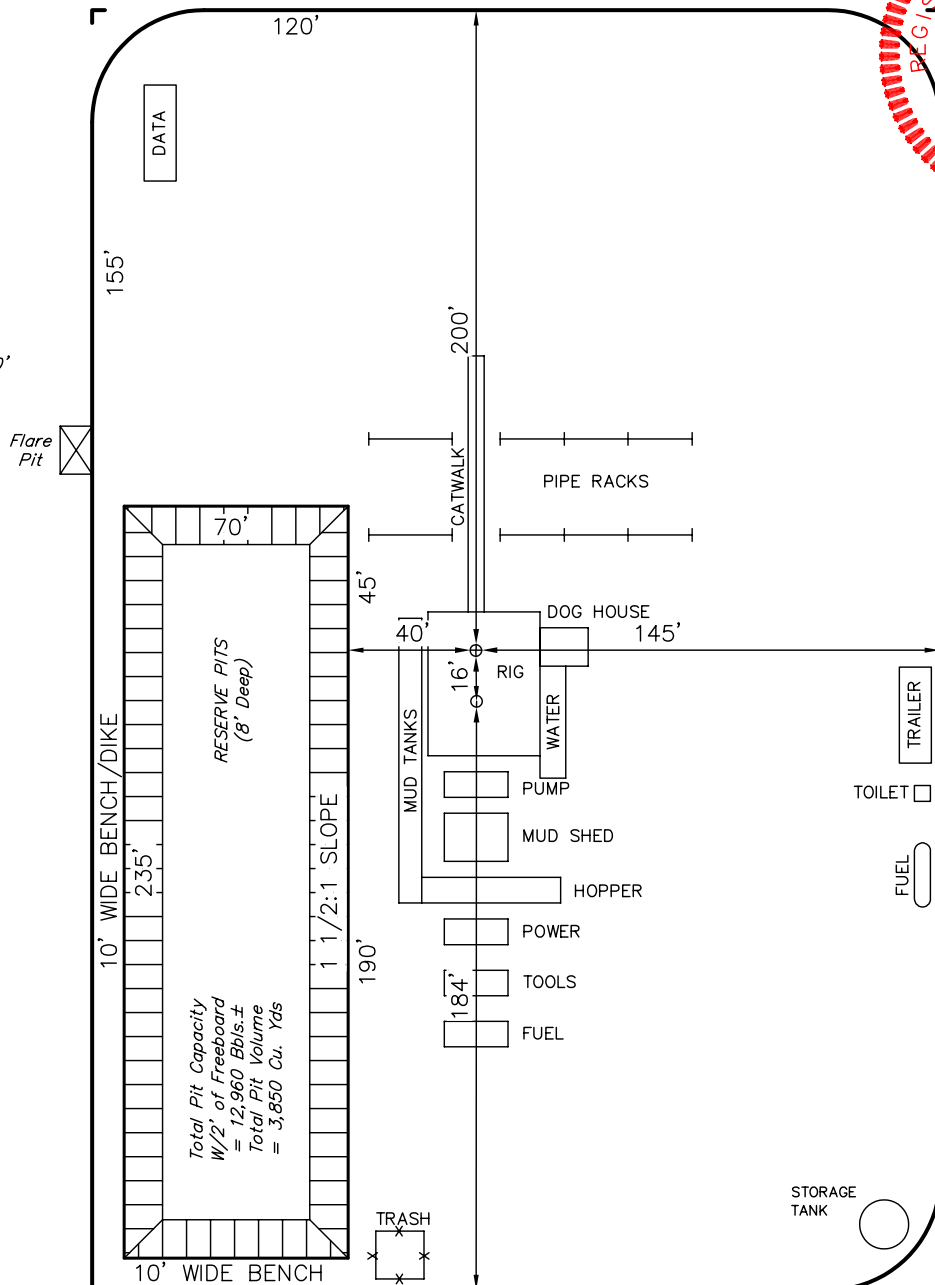 120'
REGIS
DATA
155'
200'
0'
Flare
Pit
CATWALK
PIPE RACKS
70'
45'
DOG HOUSE
40'
145'
RIG
16'
RESERVE PITS
(8' Deep)
MUD TANKS
WATER
TRAILER
10' WIDE BENCH/DIKE
PUMP
TOILET
1 1/2:1 SLOPE
MUD SHED
235'
FUEL
HOPPER
190'
POWER
TOOLS
184'
FUEL
Total Pit Capacity
W/2' of Freeboard
= 12,960 Bbls.±
Total Pit Volume
= 3,850 Cu. Yds
STORAGE
TANK
TRASH
10' WIDE BENCH